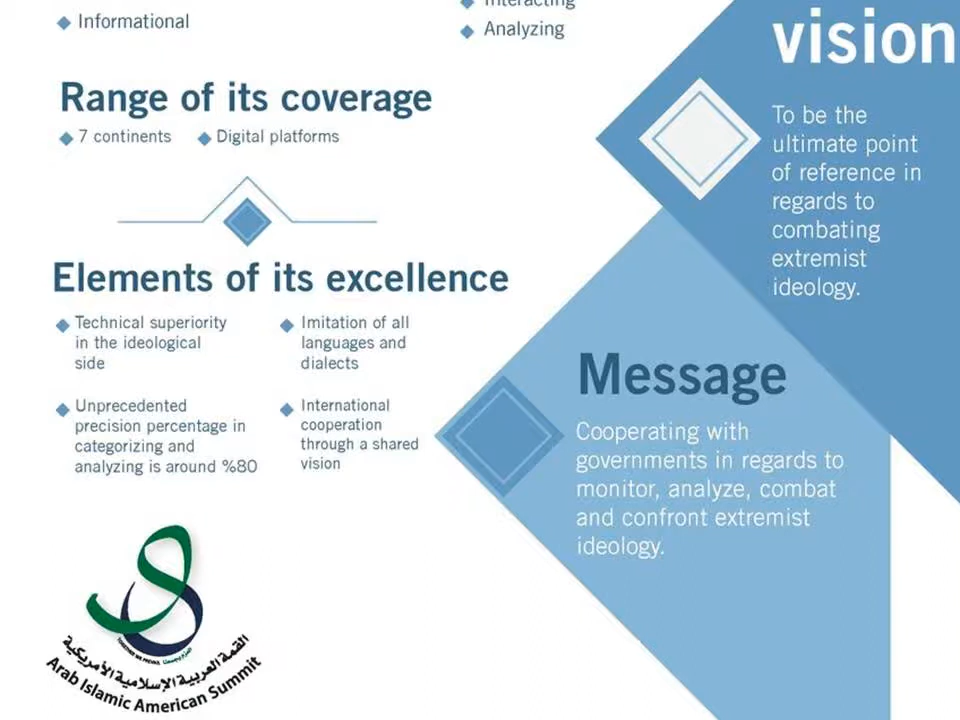 Informational
Interacting
Analyzing
Range of its coverage
7 continents
Digital platforms
Elements of its excellence
Technical superiority
in the ideological
side
Imitation of all
languages and
dialects
Unprecedented
precision percentage in
categorizing and
analyzing is around %80
International
cooperation
through a shared
vision
vision
To be the
ultimate point
of reference in
regards to
combating
extremist
ideology.
Message
Cooperating with
governments in regards to
monitor, analyze, combat
and confront extremist
ideology.
TOGETHER WE PREVAIL
القمة العربية الإسلامية الأمريكية
Arab Islamic American Summit